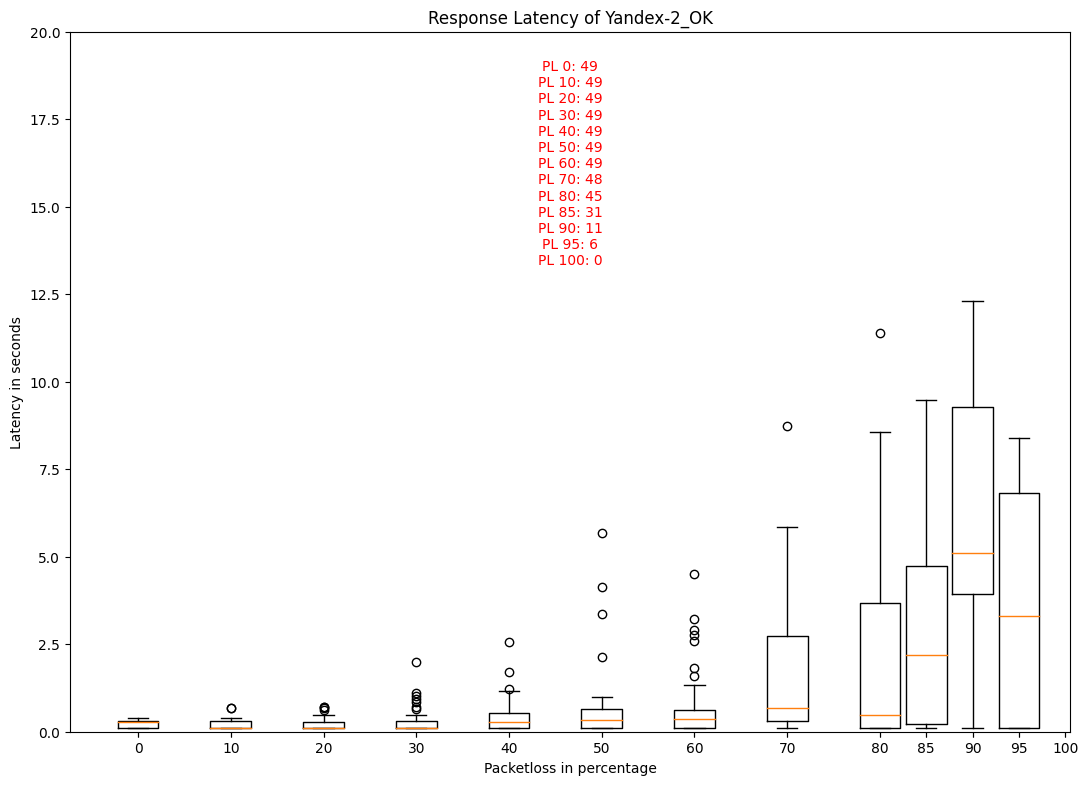 Response Latency of Yandex-2_OK
20.0
17.5
15.0
12.5
10.0
7.5
5.0
2.5
0.0
Latency in seconds
PL 0: 49
PL 10: 49
PL 20: 49
PL 30: 49
PL 40: 49
PL 50: 49
PL 60: 49
PL 70: 48
PL 80: 45
PL 85: 31
PL 90: 11
PL 95: 6
PL 100: 0
0 10 20 30 40 50 60 70 80 85 90 95 100
Packetloss in percentage